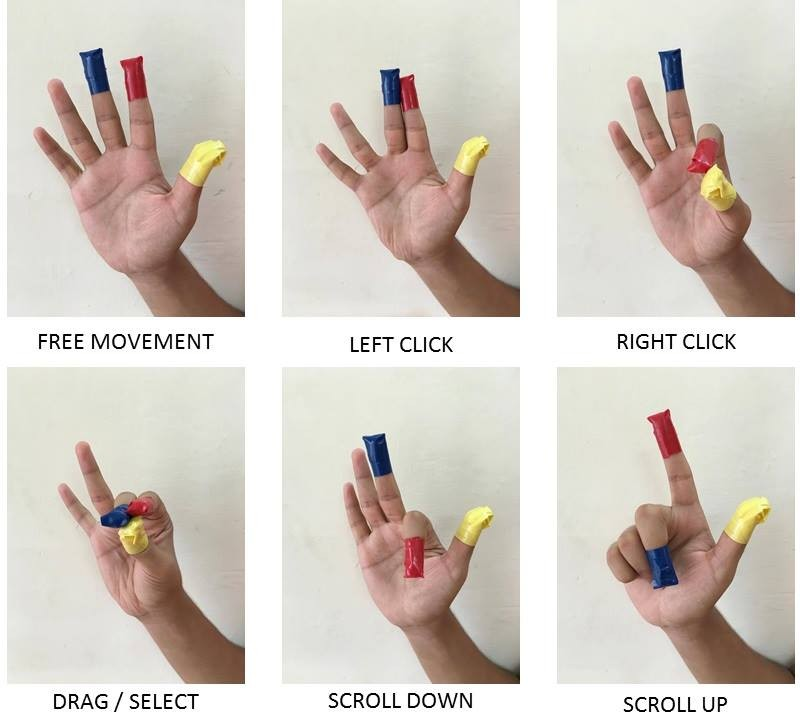 FREE MOVEMENT
LEFT CLICK
RIGHT CLICK
DRAG / SELECT
SCROLL DOWN
SCROLL UP